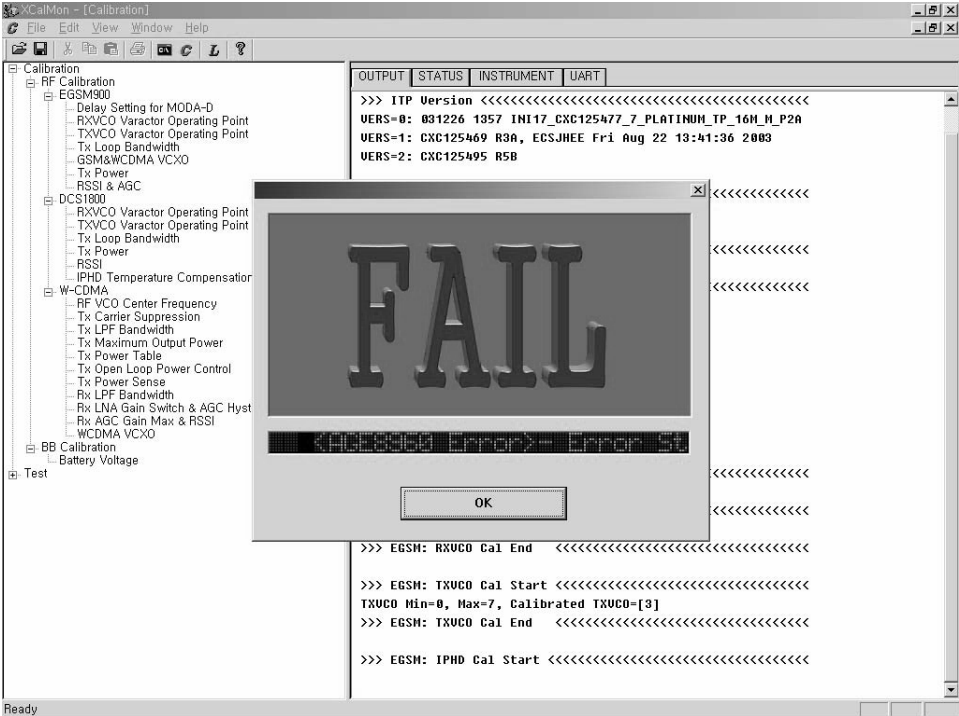 XCalMon - [Calibration]
File Edit View Window Help
Calibration
RF Calibration
EGSM900
Delay Setting for MODA-D
RXVCO Varactor Operating Point
TXVCO Varactor Operating Point
Tx Loop Bandwidth
GSM&WCDMA VCXO
Tx Power
RSSI & AGC
DCS1800
RXVCO Varactor Operating Point
TXVCO Varactor Operating Point
Tx Loop Bandwidth
Tx Power
RSSI
IPHD Temperature Compensation
W-CDMA
RF VCO Center Frequency
Tx Carrier Suppression
Tx LPF Bandwidth
Tx Maximum Output Power
Tx Power Table
Tx Open Loop Power Control
Tx Power Sense
Rx LPF Bandwidth
Rx LNA Gain Switch & AGC Hyst
Rx AGC Gain Max & RSSI
WCDMA VCXO
BB Calibration
Battery Voltage
Test
OUTPUT STATUS INSTRUMENT UART
>>> ITP Version <<<<<<<<<<<<<<<<<<<<<<<<<<<<<<<<<<<
VERS=0: 031226 1357 INI17_CXC125477_7_PLATINUM_TP_16M_M_P2A
VERS=1: CXC125469 R3A, ECSJHEE Fri Aug 22 13:41:36 2003
VERS=2: CXC125495 R5B
<<<<<<<<<<<<<
<<<<<<<<<<<<<
<<<<<<<<<<<<<
FAIL
<ACE8960 Error>- Error St
OK
<<<<<<<<<<<<<
<<<<<<<<<<<<<
>>> EGSM: RXVCO Cal End <<<<<<<<<<<<<<<<<<<<<<<<<<<<<<<<<<
>>> EGSM: TXVCO Cal Start <<<<<<<<<<<<<<<<<<<<<<<<<<<<<<<<<<
TXVCO Min=0, Max=7, Calibrated TXVCO=[3]
>>> EGSM: TXVCO Cal End <<<<<<<<<<<<<<<<<<<<<<<<<<<<<<<<<<
>>> EGSM: IPHD Cal Start <<<<<<<<<<<<<<<<<<<<<<<<<<<<<<<<<<<
Ready